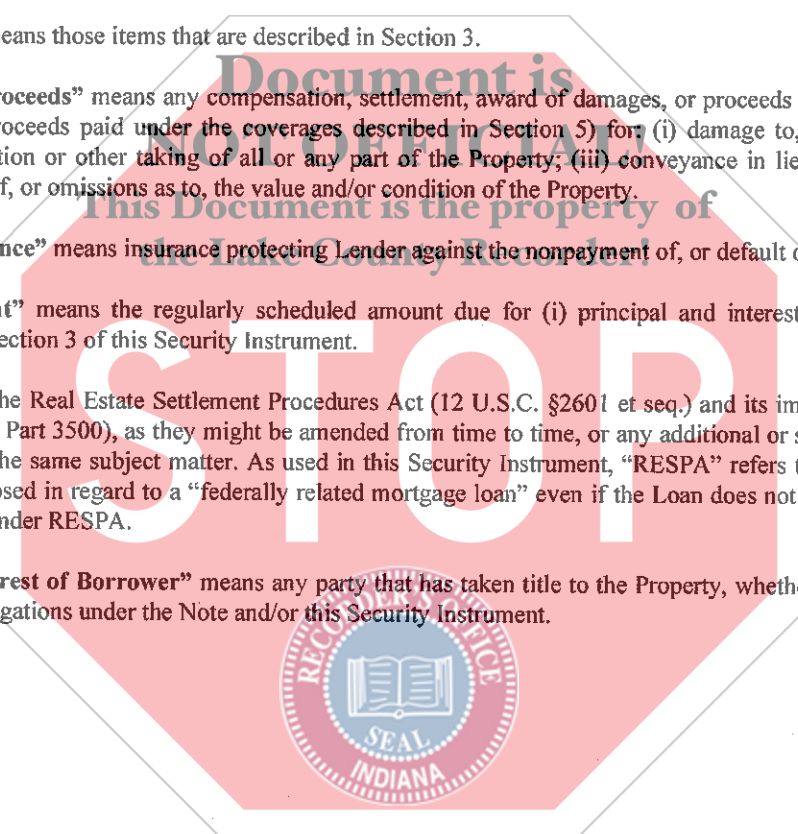 eans those items that are described in Section 3.
Document is
roceeds” means any compensation, settlement, award of damages, or proceeds
roceeds paid under the coverages described in Section 5) for: (i) damage to,
NOT OFFICIAL!
tion or other taking of all or any part of the Property; (iii) conveyance in lie
f, or omissions as to, the value and/or condition of the Property.
This Document is the property of
the Lake County Recorder!
nce” means insurance protecting Lender against the nonpayment of, or default o
nt” means the regularly scheduled amount due for (i) principal and interest
ection 3 of this Security Instrument.
STOP
he Real Estate Settlement Procedures Act (12 U.S.C. §2601 et seq.) and its im
Part 3500), as they might be amended from time to time, or any additional or s
he same subject matter. As used in this Security Instrument, “RESPA” refers t
osed in regard to a “federally related mortgage loan” even if the Loan does not
nder RESPA.
rest of Borrower” means any party that has taken title to the Property, whethe
gations under the Note and/or this Security Instrument.
RECORDER'S OFFICE
SEAL
INDIANA